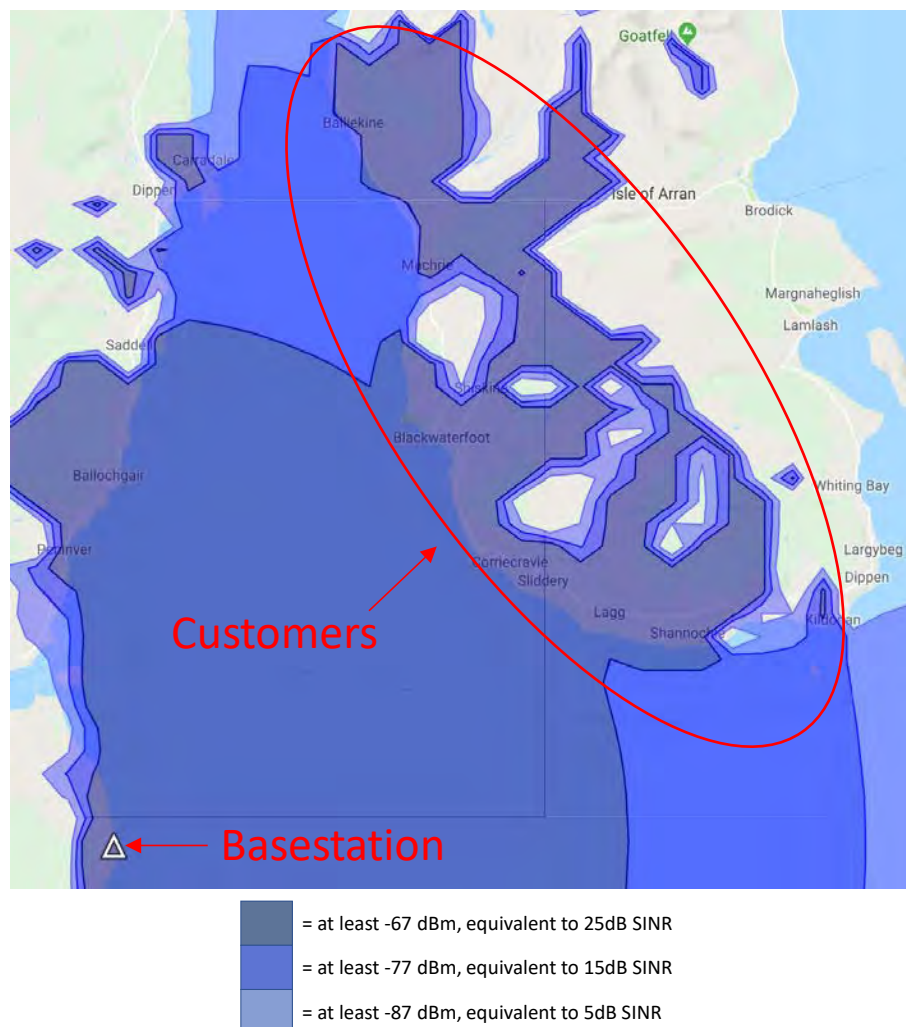 Goatfell
Balliekine
Carradale
Dipper
Isle of Arran
Brodick
Machrie
Margnaheglish
Lamlash
Saddell
Shiskine
Blackwaterfoot
Ballochgair
Whiting Bay
Peninver
Largybeg
Corriecravie
Dippen
Sliddery
Customers
Lagg
Kildonan
Shannochie
Basestation
= at least -67 dBm, equivalent to 25dB SINR
= at least -77 dBm, equivalent to 15dB SINR
= at least -87 dBm, equivalent to 5dB SINR